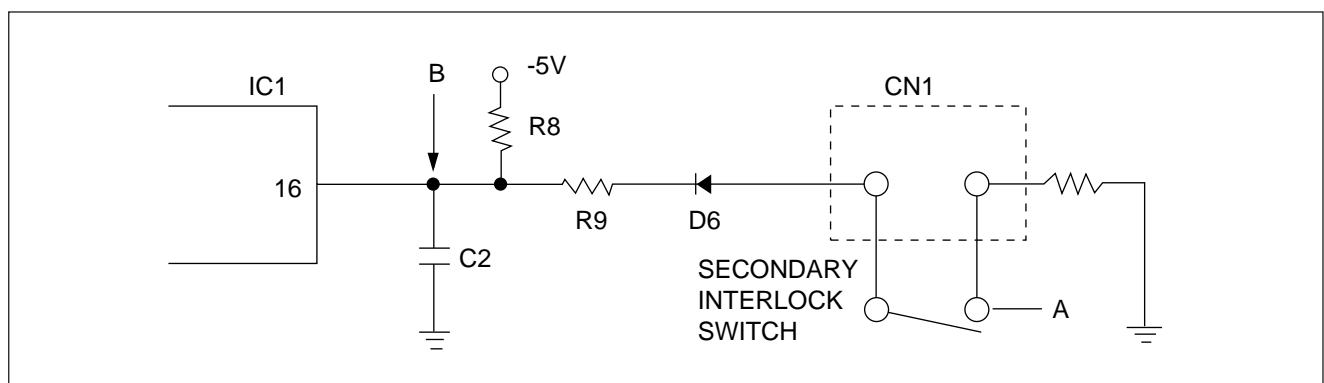 IC1
B
-5V
CN1
R8
16
R9
D6
C2
SECONDARY
INTERLOCK
SWITCH
A